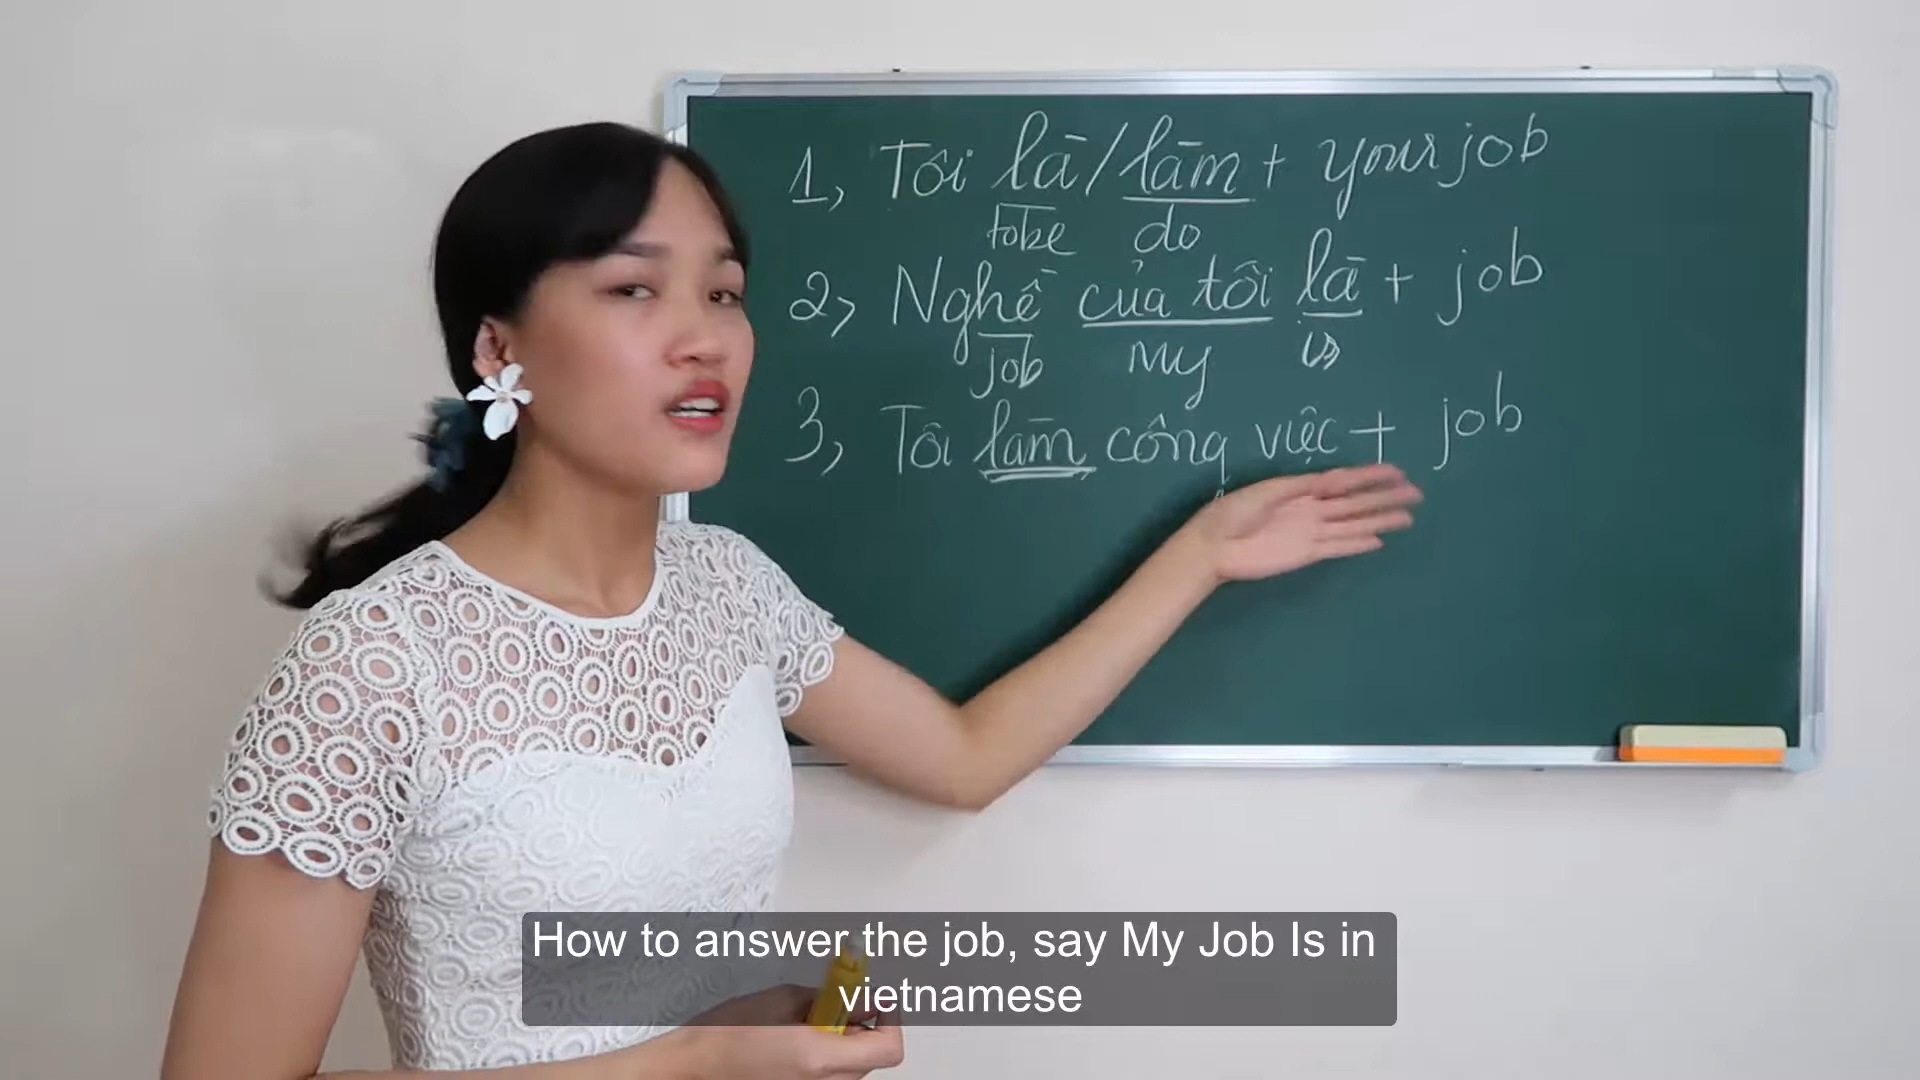 1, Tôi là/làm + your job
tobe do
2, Nghề của tôi là + job
job my is
3, Tôi làm công việc + job
How to answer the job, say My Job Is in
vietnamese